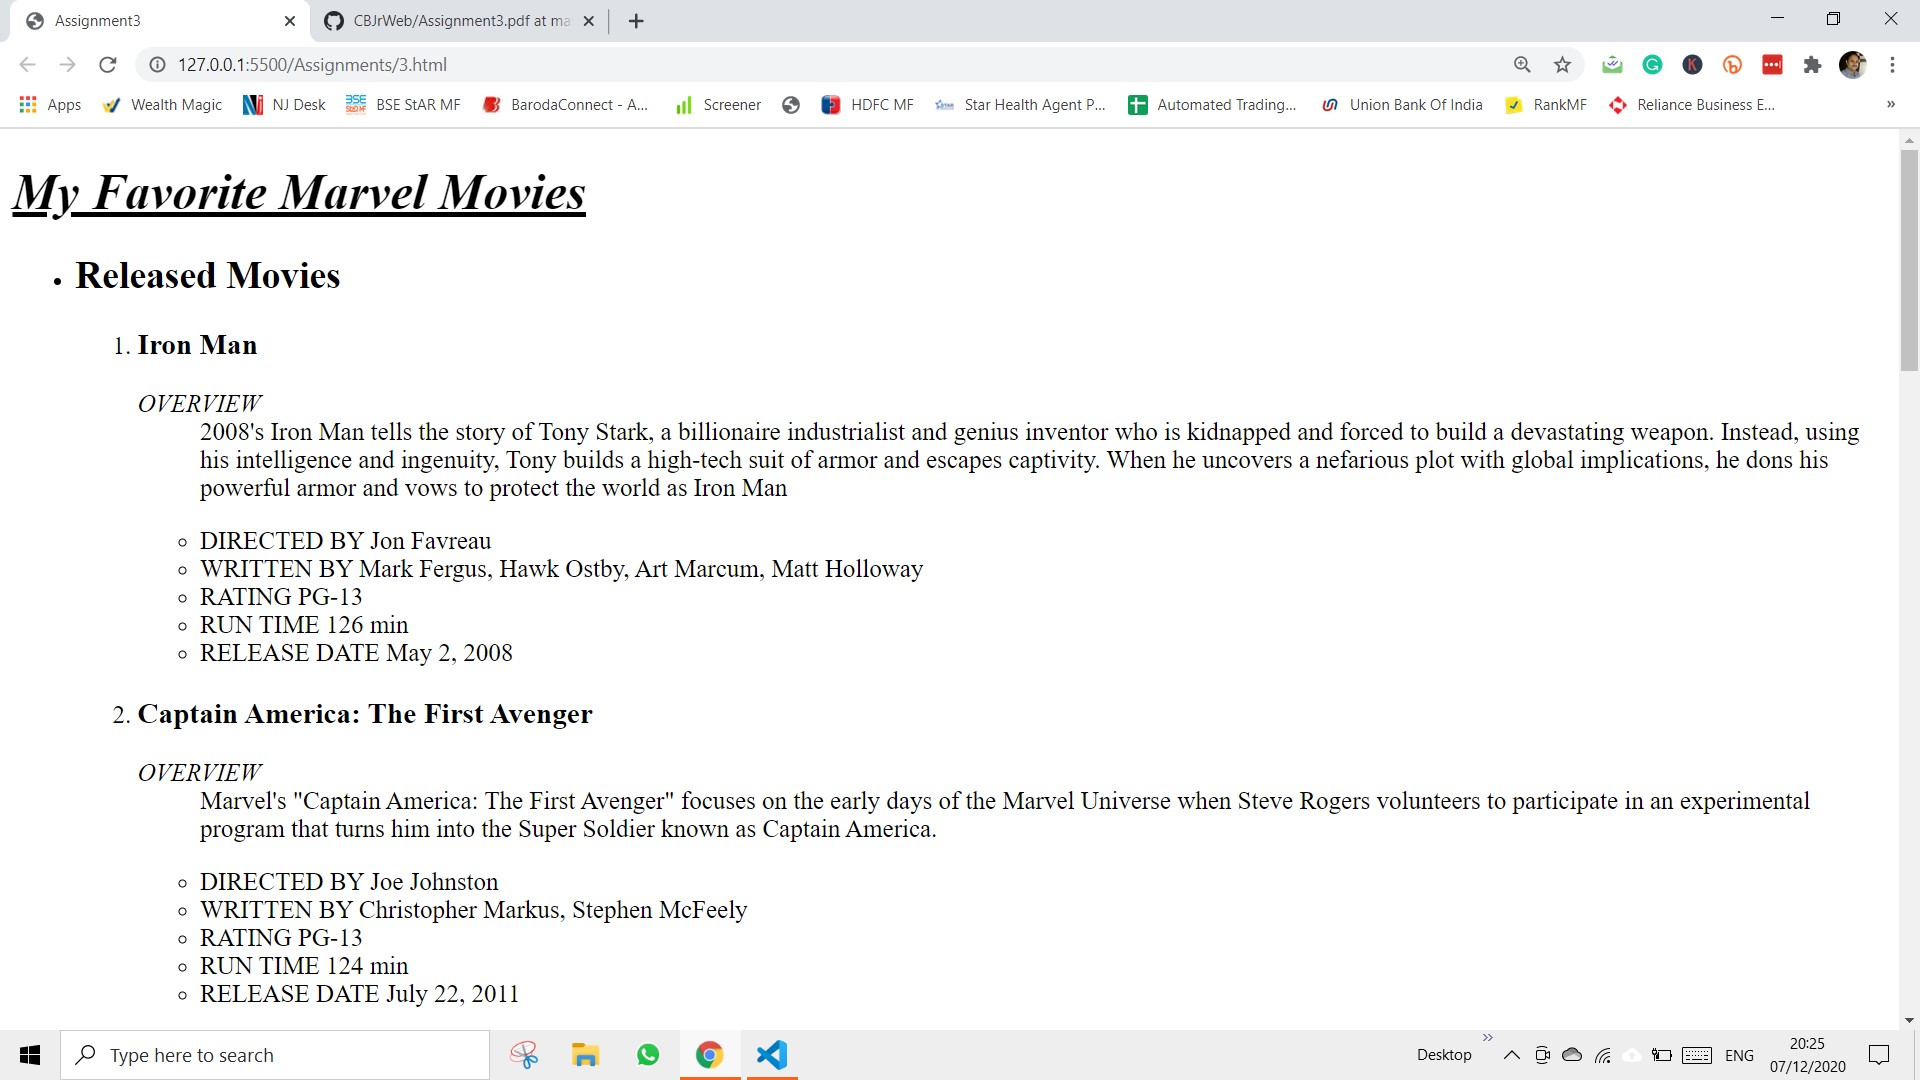 Assignment3
CBJrWeb/Assignment3.pdf at ma
127.0.0.1:5500/Assignments/3.html
Apps
Wealth Magic
NJ Desk
BSE StAR MF
BarodaConnect - A...
Screener
HDFC MF
Star Health Agent P...
Automated Trading...
Union Bank Of India
RankMF
Reliance Business E...
»
My Favorite Marvel Movies
• Released Movies
1. Iron Man
OVERVIEW
2008's Iron Man tells the story of Tony Stark, a billionaire industrialist and genius inventor who is kidnapped and forced to build a devastating weapon. Instead, using
his intelligence and ingenuity, Tony builds a high-tech suit of armor and escapes captivity. When he uncovers a nefarious plot with global implications, he dons his
powerful armor and vows to protect the world as Iron Man
DIRECTED BY Jon Favreau
WRITTEN BY Mark Fergus, Hawk Ostby, Art Marcum, Matt Holloway
RATING PG-13
RUN TIME 126 min
RELEASE DATE May 2, 2008
2. Captain America: The First Avenger
OVERVIEW
Marvel's "Captain America: The First Avenger" focuses on the early days of the Marvel Universe when Steve Rogers volunteers to participate in an experimental
program that turns him into the Super Soldier known as Captain America.
DIRECTED BY Joe Johnston
WRITTEN BY Christopher Markus, Stephen McFeely
RATING PG-13
RUN TIME 124 min
RELEASE DATE July 22, 2011
Type here to search
Desktop
»
ENG
20:25
07/12/2020